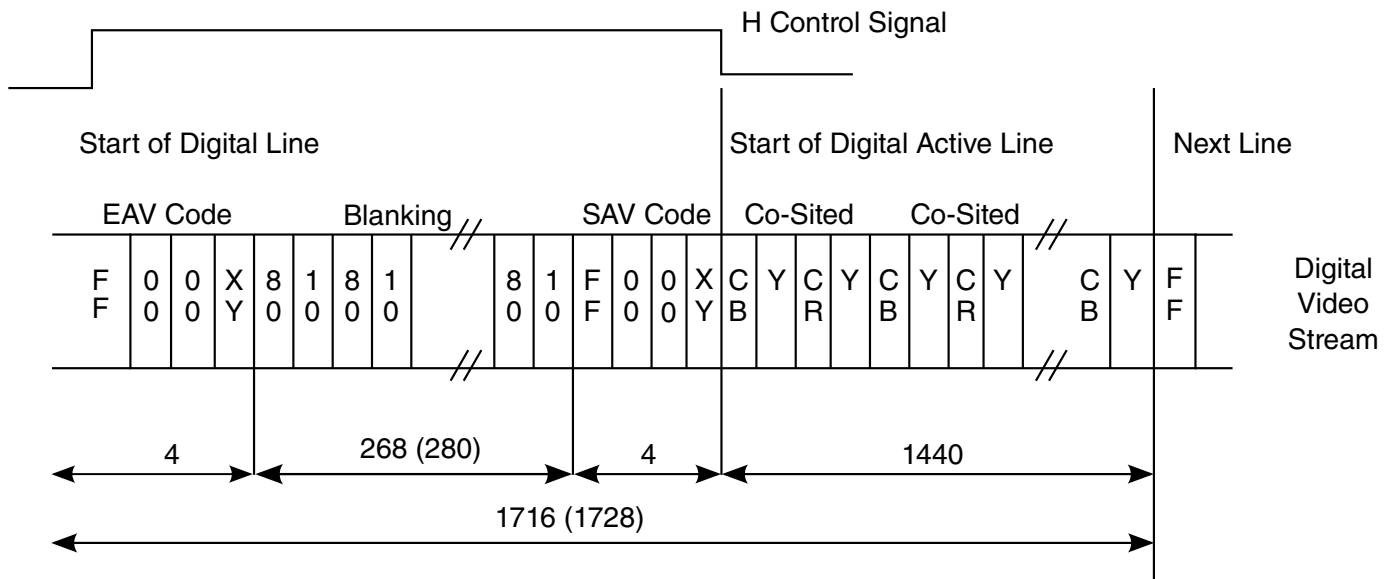 H Control Signal
Start of Digital Line
Start of Digital Active Line
Next Line
EAV Code
Blanking
SAV Code
Co-Sited
Co-Sited
F 0 0 X 8 1 8 1 8 1 F 0 0 X C Y C Y C Y C Y C Y F
F 0 0 Y 0 0 0 0 0 0 F 0 0 Y B R B R B F
Digital
Video
Stream
4
268 (280)
4
1440
1716 (1728)